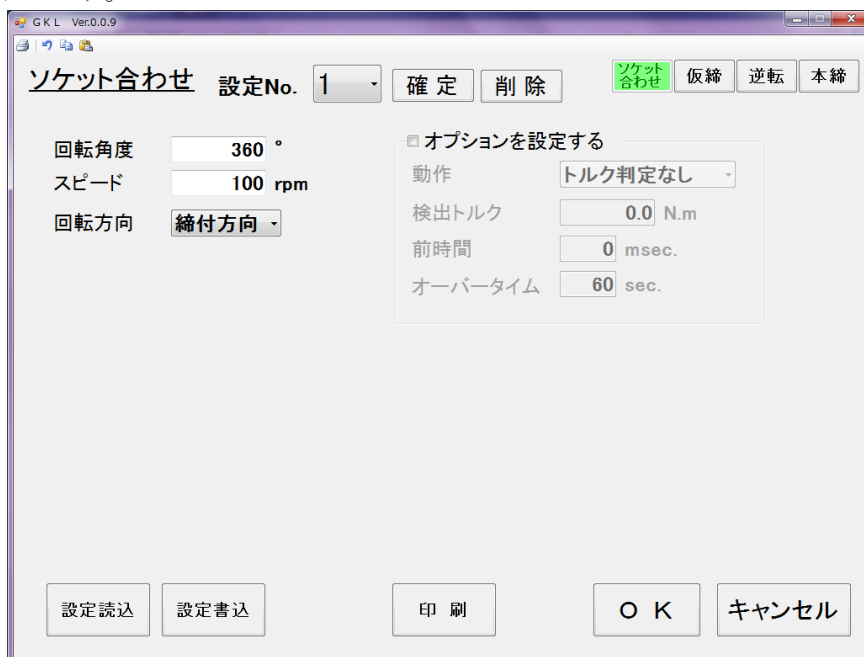 GKL Ver.0.0.9
ソケット合わせ 設定No. 1 確定 削除 ソケット合わせ 仮締 逆転 本締
回転角度 360 °
スピード 100 rpm
回転方向 締付方向
オプションを設定する
動作 トルク判定なし
検出トルク 0.0 N.m
前時間 0 msec.
オーバータイム 60 sec.
設定読込 設定書込 印刷 OK キャンセル